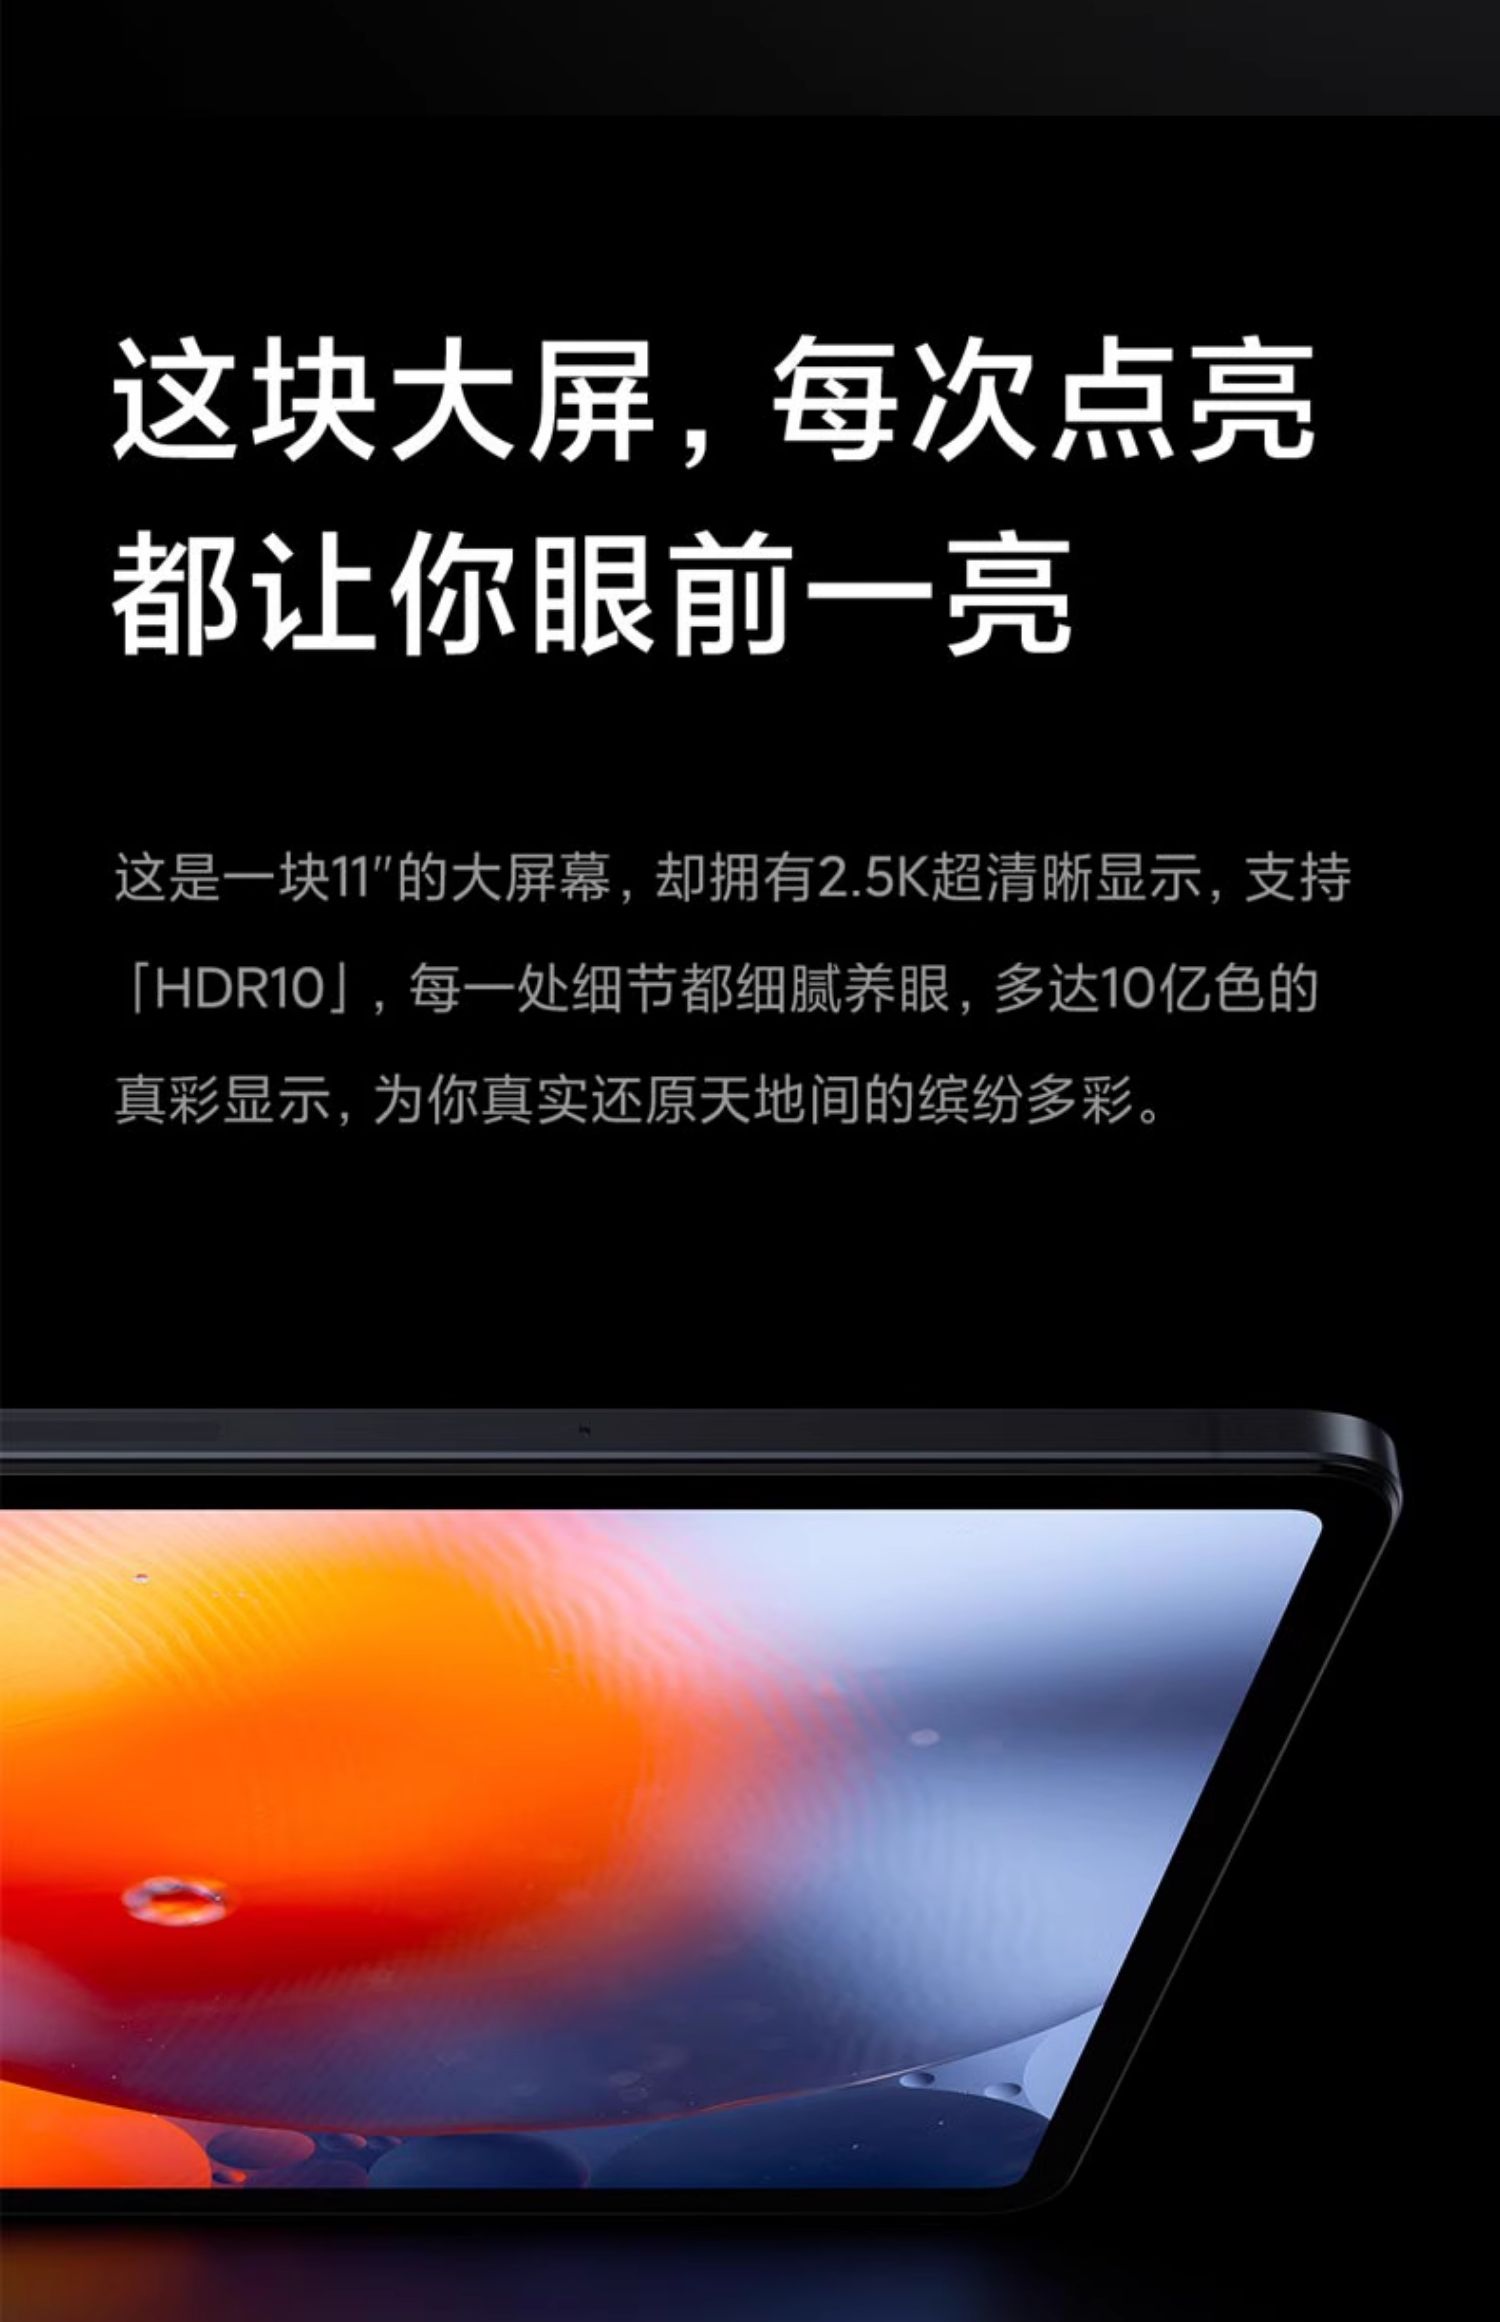 这块大屏，每次点亮
都让你眼前一亮
这是一块11″的大屏幕，却拥有2.5K超清晰显示，支持
「HDR10」，每一处细节都细腻养眼，多达10亿色的
真彩显示，为你真实还原天地间的缤纷多彩。